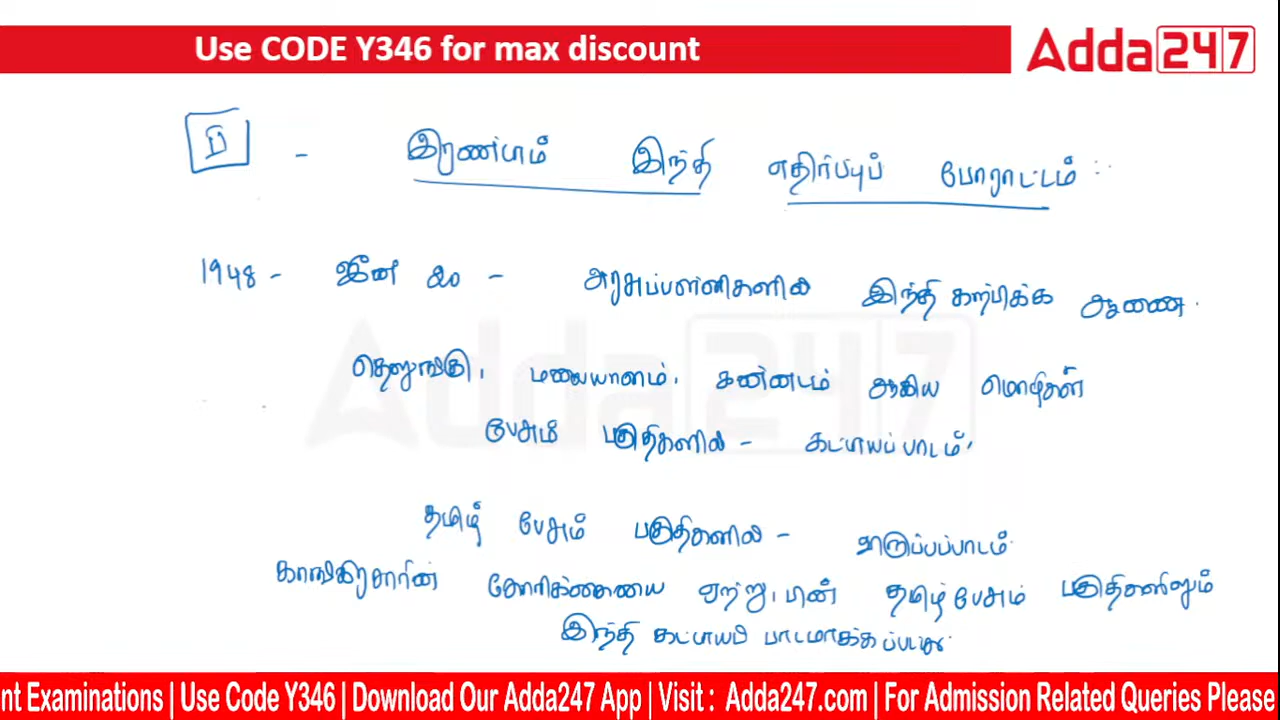 Use CODE Y346 for max discount
Adda247
II - இரண்டாம் இந்தி எதிர்ப்புப் போராட்டம் :
1948 - ஜீன் 20 - அரசுப்பள்ளிகளில் இந்தி கற்பிக்க ஆணை.
தெலுங்கு, மலையாளம், கன்னடம் ஆகிய மொழிகள்
பேசும் பகுதிகளில் - கட்டாயப்பாடம்.
தமிழ் பேசும் பகுதிகளில் - விருப்பப்பாடம்
காங்கிரசாரின் கோரிக்கையை ஏற்று, பின் தமிழ்பேசும் பகுதிகளிலும்
இந்தி கட்டாயப் பாடமாக்கப்பட்டது.
nt Examinations | Use Code Y346 | Download Our Adda247 App | Visit : Adda247.com | For Admission Related Queries Please